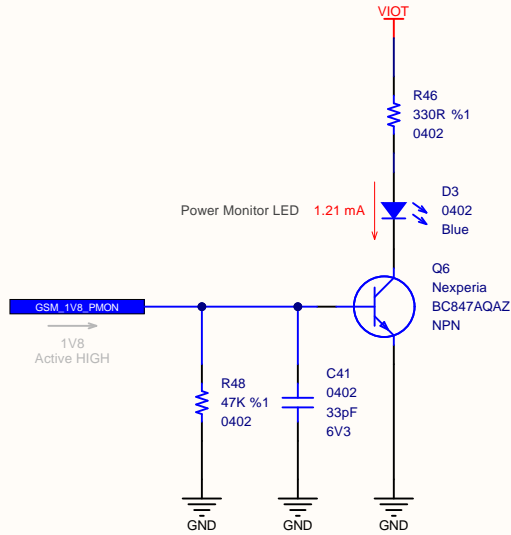 VIOT
R46
330R %1
0402
D3
0402
Blue
Power Monitor LED 1.21 mA
Q6
Nexperia
BC847AQAZ
NPN
GSM_1V8_PMON
1V8
Active HIGH
R48
47K %1
0402
C41
0402
33pF
6V3
GND
GND
GND